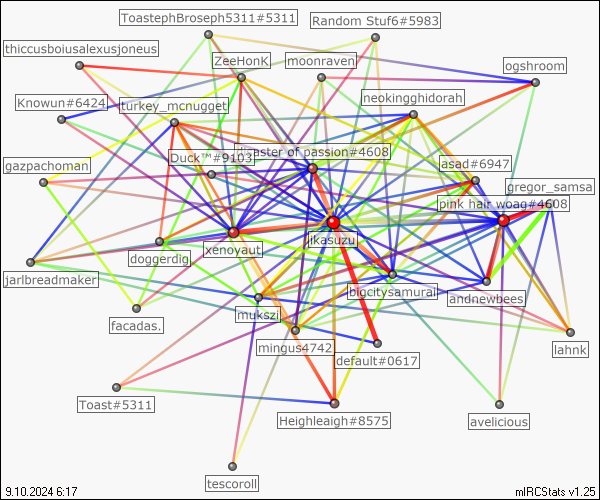 ToastephBroseph5311#5311
Random Stuf6#5983
thiccusboiusalexusjoneus
ZeeHonK
moonraven
ogshroom
Knowun#6424
turkey_mcnugget
neokingghidorah
Duck™#9103
of passion#4608
asad#6947
gazpachoman
gregor_samsa
pink hair woag#4608
xenoyaut
ikasuzu
doggerdig
jarlbreadmaker
bigcitysamurai
andnewbees
facadas.
mukszi
mingus4742
default#0617
lahnk
Toast#5311
Heighleaigh#8575
avelicious
tescoroll
9.10.2024 6:17
mIRCStats v1.25